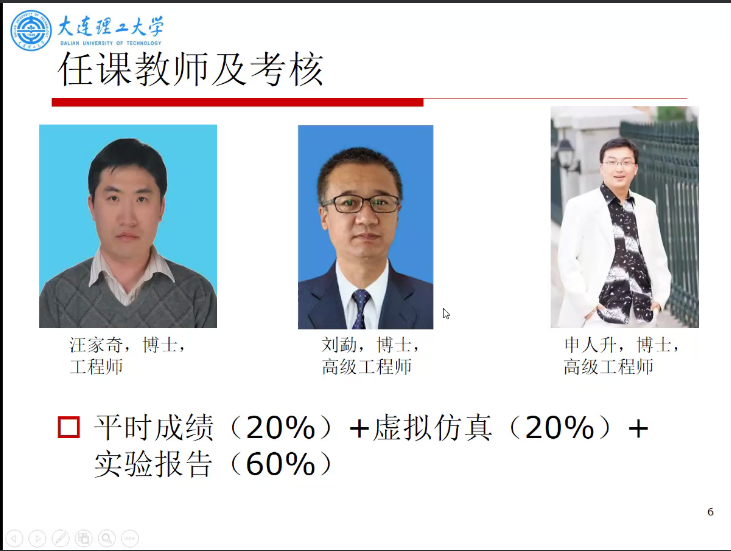 大连理工大学
DALIAN UNIVERSITY OF TECHNOLOGY
任课教师及考核
汪家奇，博士，
工程师
刘勐，博士，
高级工程师
申人升，博士，
高级工程师
平时成绩（20%）+虚拟仿真（20%）+
实验报告（60%）
6